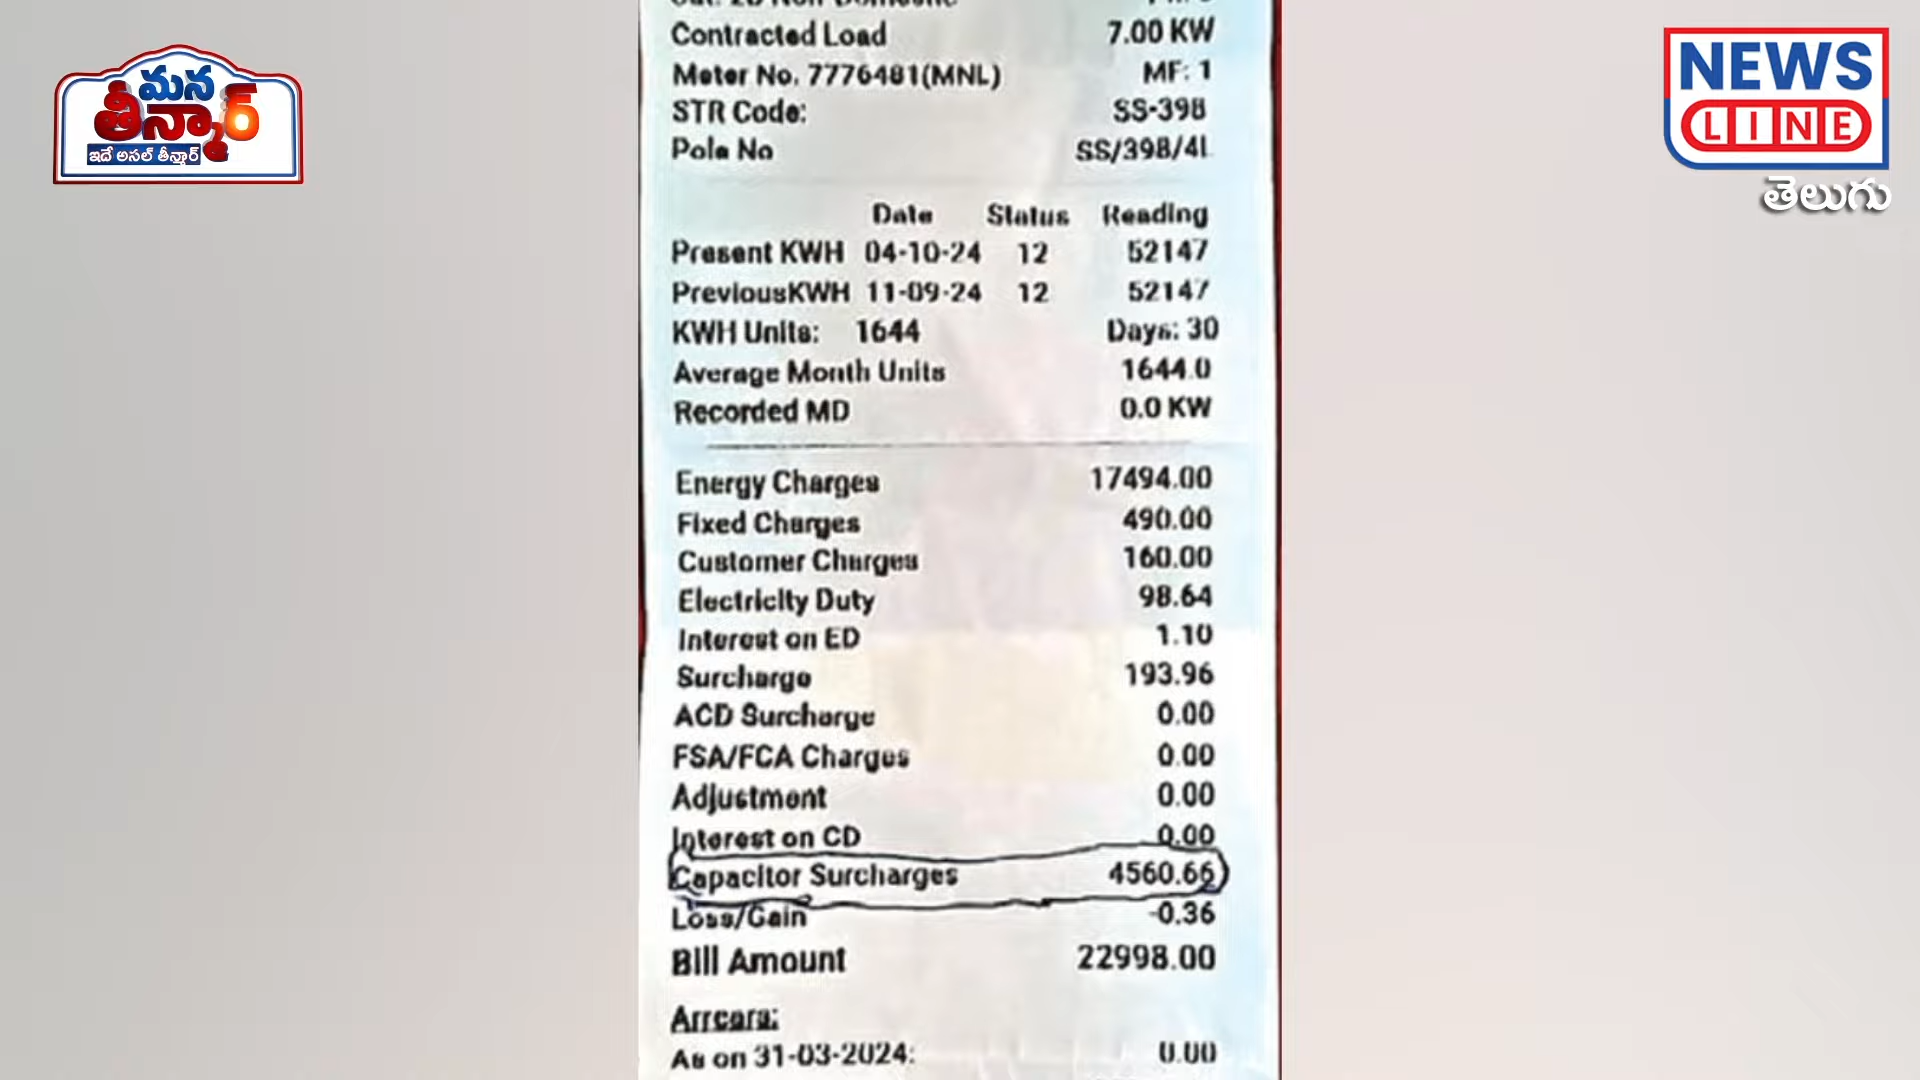 మన
తీన్మార్
ఇదే అసల్ తీన్మార్
NEWS
LINE
తెలుగు
Contracted Load 7.00 KW
Meter No. 7776481(MNL) MF: 1
STR Code: SS-398
Pole No SS/398/4L
Date Status Reading
Present KWH 04-10-24 12 52147
PreviousKWH 11-09-24 12 52147
KWH Units: 1644 Days: 30
Average Month Units 1644.0
Recorded MD 0.0 KW
Energy Charges 17494.00
Fixed Charges 490.00
Customer Charges 160.00
Electricity Duty 98.64
Interest on ED 1.10
Surcharge 193.96
ACD Surcharge 0.00
FSA/FCA Charges 0.00
Adjustment 0.00
Interest on CD 0.00
Capacitor Surcharges 4560.66
Loss/Gain -0.36
Bill Amount 22998.00
Arrears:
As on 31-03-2024: 0.00